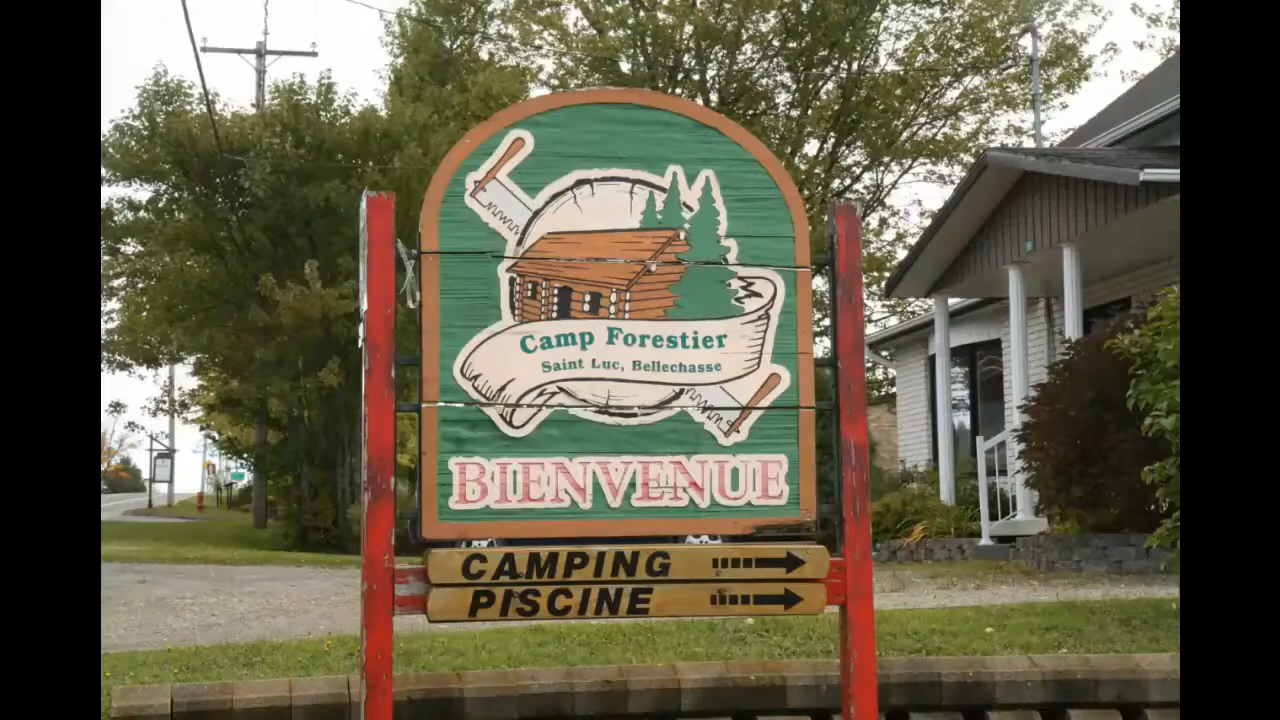 Camp Forestier
Saint Luc, Bellechasse
BIENVENUE
CAMPING
PISCINE